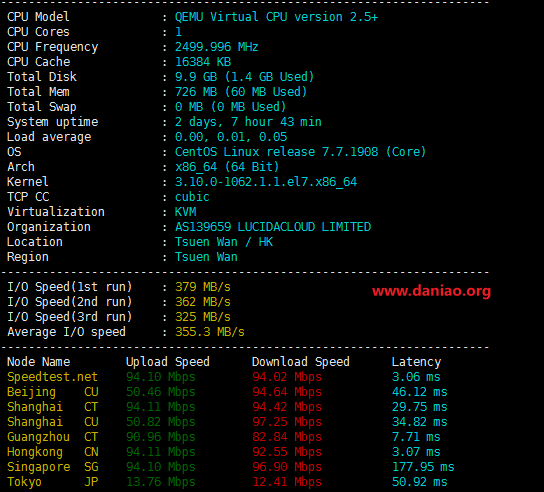 CPU Model : QEMU Virtual CPU version 2.5+
CPU Cores : 1
CPU Frequency : 2499.996 MHz
CPU Cache : 16384 KB
Total Disk : 9.9 GB (1.4 GB Used)
Total Mem : 726 MB (60 MB Used)
Total Swap : 0 MB (0 MB Used)
System uptime : 2 days, 7 hour 43 min
Load average : 0.00, 0.01, 0.05
OS : CentOS Linux release 7.7.1908 (Core)
Arch : x86_64 (64 Bit)
Kernel : 3.10.0-1062.1.1.el7.x86_64
TCP CC : cubic
Virtualization : KVM
Organization : AS139659 LUCIDACLOUD LIMITED
Location : Tsuen Wan / HK
Region : Tsuen Wan
I/O Speed(1st run) : 379 MB/s
www.daniao.org
I/O Speed(2nd run) : 362 MB/s
I/O Speed(3rd run) : 325 MB/s
Average I/O speed : 355.3 MB/s
Node Name Upload Speed Download Speed Latency
Speedtest.net 94.10 Mbps 94.02 Mbps 3.06 ms
Beijing CU 50.46 Mbps 94.64 Mbps 46.12 ms
Shanghai CT 94.11 Mbps 94.42 Mbps 29.75 ms
Shanghai CU 50.82 Mbps 97.25 Mbps 34.82 ms
Guangzhou CT 90.96 Mbps 82.84 Mbps 7.71 ms
Hongkong CN 94.11 Mbps 92.55 Mbps 3.07 ms
Singapore SG 94.10 Mbps 96.90 Mbps 177.95 ms
Tokyo JP 13.76 Mbps 12.41 Mbps 50.92 ms